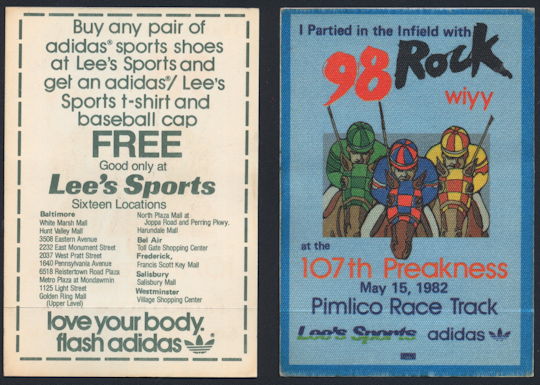 Buy any pair of
adidas® sports shoes
at Lee's Sports and
get an adidas®/Lee's
Sports t-shirt and
baseball cap
FREE
Good only at
Lee's Sports
Sixteen Locations
Baltimore
White Marsh Mall
Hunt Valley Mall
3508 Eastern Avenue
2232 East Monument Street
2037 West Pratt Street
1640 Pennsylvania Avenue
6518 Reisterstown Road Plaza
Metro Plaza at Mondawmin
1125 Light Street
Golden Ring Mall
(Upper Level)
North Plaza Mall at
Joppa Road and Perring Pkwy.
Harundale Mall
Bel Air
Toll Gate Shopping Center
Frederick,
Francis Scott Key Mall
Salisbury
Salisbury Mall
Westminster
Village Shopping Center
love your body.
flash adidas
I Partied in the Infield with
98 Rock
wiyy
at the
107th Preakness
May 15, 1982
Pimlico Race Track
Lee's Sports adidas